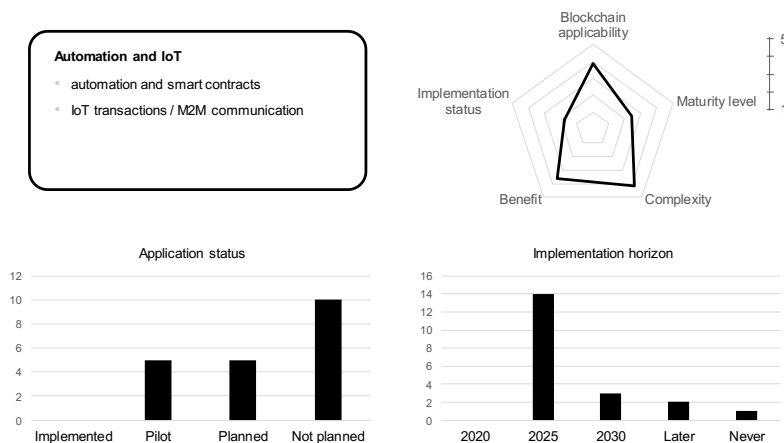 Automation and IoT
automation and smart contracts
IoT transactions / M2M communication
Blockchain
applicability
5
1
Implementation
status
Maturity level
Benefit
Complexity
Application status
12
10
8
6
4
2
0
Implemented Pilot Planned Not planned
Implementation horizon
16
14
12
10
8
6
4
2
0
2020 2025 2030 Later Never